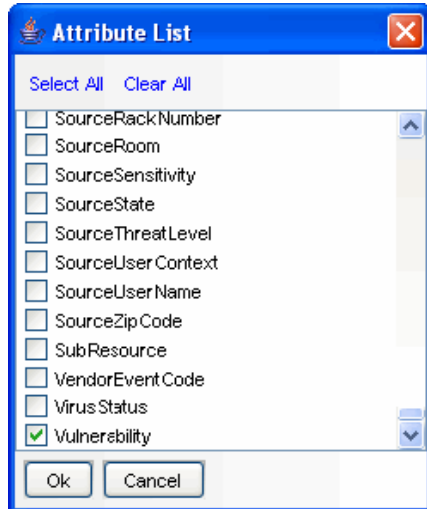 Attribute List
Select All Clear All
SourceRackNumber
SourceRoom
SourceSensitivity
SourceState
SourceThreatLevel
SourceUserContext
SourceUserName
SourceZipCode
SubResource
VendorEventCode
VirusStatus
Vulnerability
Ok Cancel